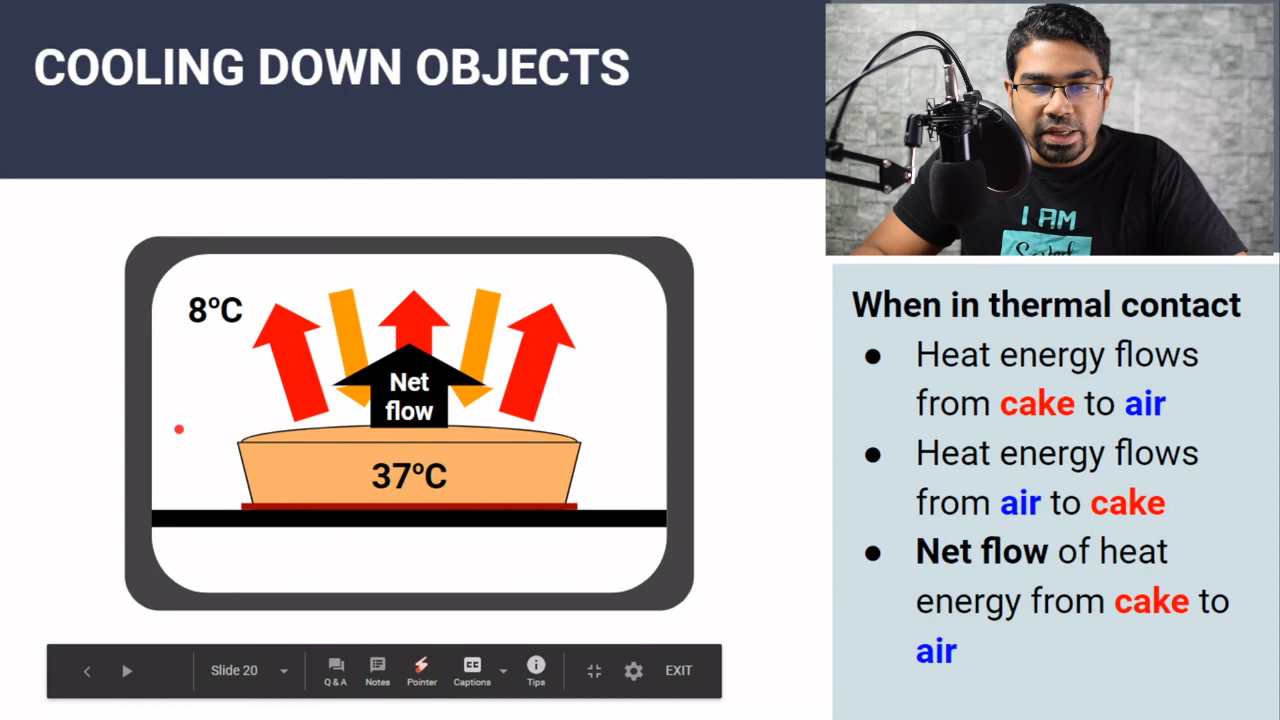 COOLING DOWN OBJECTS
8°C
Net
flow
37°C
I AM
When in thermal contact
● Heat energy flows
from cake to air
● Heat energy flows
from air to cake
● Net flow of heat
energy from cake to
air
Slide 20
Q & A
Notes
Pointer
CC
Captions
Tips
EXIT